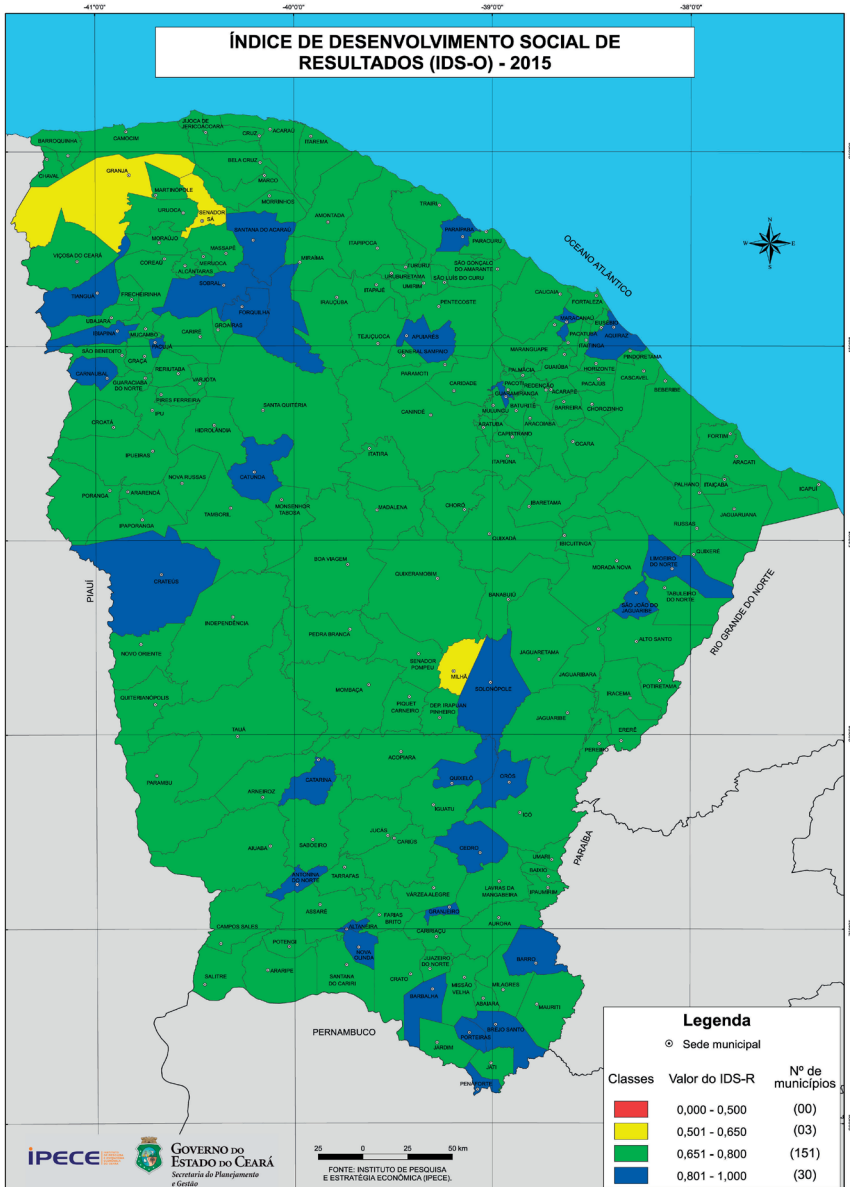 -41°0'0"
-40°0'0"
-39°0'0"
-38°0'0"
ÍNDICE DE DESENVOLVIMENTO SOCIAL DE
RESULTADOS (IDS-O) - 2015
JIJOCA DE
JERICOACOARA
CRUZ
ACARAÚ
BARROQUINHA
CAMOCIM
ITAREMA
CHAVAL
BELA CRUZ
GRANJA
MARCO
MARTINÓPOLE
MORRINHOS
URUOCA
SENADOR
SÁ
AMONTADA
TRAIRI
SANTANA DO ACARAÚ
PARAIPABA
PARACURU
OCEANO ATLÂNTICO
N
W
E
S
MORAÚJO
VIÇOSA DO CEARÁ
COREAÚ
MASSAPÊ
MERUOCA
ALCÂNTARAS
MIRAÍMA
ITAPIPOCA
TURURU
URUBURETAMA
UMIRIM
SÃO GONÇALO
DO AMARANTE
SÃO LUÍS DO CURU
TIANGUÁ
FRECHEIRINHA
SOBRAL
FORQUILHA
IRAUÇUBA
ITAPAJÉ
PENTECOSTE
CAUCAIA
FORTALEZA
UBAJARA
IBIAPINA
MUCAMBO
PACUJÁ
CARIRÉ
GROAÍRAS
TEJUÇUOCA
APUIARÉS
GENERAL SAMPAIO
MARACANAÚ
EUSÉBIO
PACATUBA
AQUIRAZ
ITAITINGA
SÃO BENEDITO
GRAÇA
MARANGUAPE
PINDORETAMA
CARNAUBAL
GUARACIABA
DO NORTE
RERIUTABA
VARJOTA
PARAMOTI
CARIDADE
PALMÁCIA
GUAIÚBA
HORIZONTE
CASCAVEL
PACOTI
REDENÇÃO
PACAJUS
BEBERIBE
GUARAMIRANGA
ACARAPE
PIRES FERREIRA
IPU
SANTA QUITÉRIA
CANINDÉ
MULUNGU
BATURITÉ
BARREIRA
CHOROZINHO
ARATUBA
ARACOIABA
CROATÁ
HIDROLÂNDIA
CAPISTRANO
OCARA
FORTIM
IPUEIRAS
ITATIRA
ITAPIÚNA
ARACATI
CATUNDA
NOVA RUSSAS
ITAIÇABA
PALHANO
ICAPUÍ
PORANGA
ARARENDÁ
MONSENHOR
TABOSA
MADALENA
CHORÓ
IBARETAMA
TAMBORIL
JAGUARUANA
IPAPORANGA
RUSSAS
QUIXADÁ
IBICUITINGA
BOA VIAGEM
QUIXERÉ
LIMOEIRO
DO NORTE
MORADA NOVA
CRATEÚS
QUIXERAMOBIM
TABULEIRO
DO NORTE
PIAUÍ
BANABUIÚ
SÃO JOÃO DO
JAGUARIBE
RIO GRANDE DO NORTE
INDEPENDÊNCIA
PEDRA BRANCA
ALTO SANTO
NOVO ORIENTE
SENADOR
POMPEU
MILHÃ
JAGUARETAMA
SOLONÓPOLE
JAGUARIBARA
POTIRETAMA
QUITERIANÓPOLIS
MOMBAÇA
PIQUET
CARNEIRO
DEP. IRAPUAN
PINHEIRO
IRACEMA
JAGUARIBE
TAUÁ
ERERÊ
PEREIRO
ACOPIARA
PARAMBU
CATARINA
QUIXELÔ
ORÓS
ARNEIROZ
IGUATU
ICÓ
PARAÍBA
AIUABA
SABOEIRO
JUCÁS
CARIÚS
CEDRO
UMARI
BAIXIO
TARRAFAS
ANTONINA
DO NORTE
VÁRZEA ALEGRE
LAVRAS DA
MANGABEIRA
IPAUMIRIM
ASSARÉ
FARIAS
BRITO
GRANJEIRO
AURORA
CAMPOS SALES
ALTANEIRA
CARIRIAÇU
POTENGI
NOVA
OLINDA
BARRO
SALITRE
ARARIPE
SANTANA
DO CARIRI
CRATO
JUAZEIRO
DO NORTE
MISSÃO
VELHA
MILAGRES
BARBALHA
ABAIARA
MAURITI
PERNAMBUCO
BREJO SANTO
PORTEIRAS
JARDIM
JATI
PENAFORTE
Legenda
Sede municipal
Classes Valor do IDS-R Nº de
municípios
0,000 - 0,500 (00)
0,501 - 0,650 (03)
0,651 - 0,800 (151)
0,801 - 1,000 (30)
IPECE
GOVERNO DO
ESTADO DO CEARÁ
Secretaria do Planejamento
e Gestão
25 0 25 50 km
FONTE: INSTITUTO DE PESQUISA
E ESTRATÉGIA ECONÔMICA (IPECE).